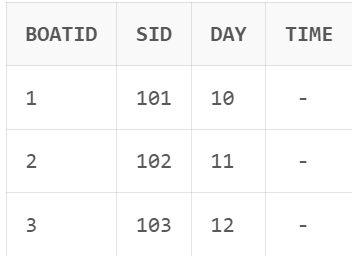 BOATID SID DAY TIME
1 101 10 -
2 102 11 -
3 103 12 -